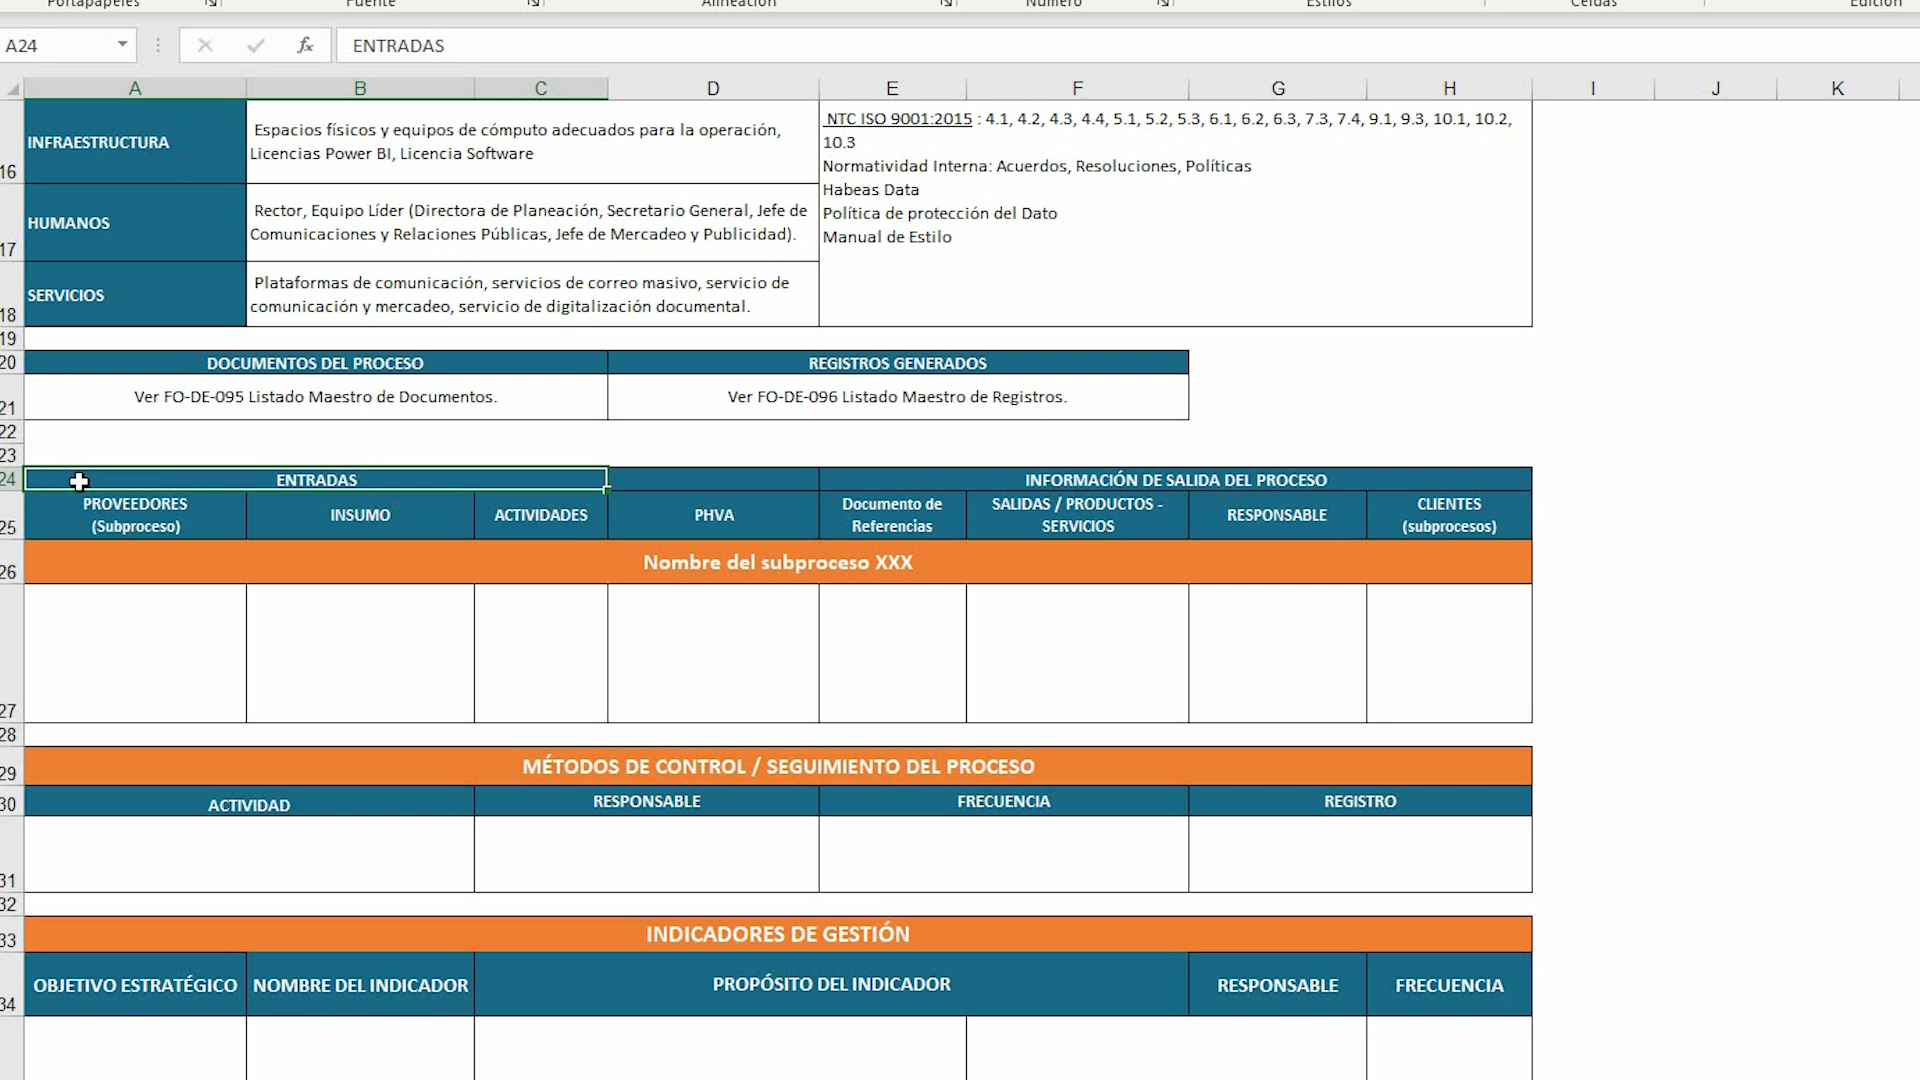 Portapapeles Fuente Alineación Número Estilos Celdas Edición
A24 fx ENTRADAS
A B C D E F G H I J K
16 INFRAESTRUCTURA
Espacios físicos y equipos de cómputo adecuados para la operación,
Licencias Power BI, Licencia Software
17 HUMANOS
Rector, Equipo Líder (Directora de Planeación, Secretario General, Jefe de
Comunicaciones y Relaciones Públicas, Jefe de Mercadeo y Publicidad).
18 SERVICIOS
Plataformas de comunicación, servicios de correo masivo, servicio de
comunicación y mercadeo, servicio de digitalización documental.
NTC ISO 9001:2015 : 4.1, 4.2, 4.3, 4.4, 5.1, 5.2, 5.3, 6.1, 6.2, 6.3, 7.3, 7.4, 9.1, 9.3, 10.1, 10.2,
10.3
Normatividad Interna: Acuerdos, Resoluciones, Políticas
Habeas Data
Política de protección del Dato
Manual de Estilo
19
20 DOCUMENTOS DEL PROCESO REGISTROS GENERADOS
21 Ver FO-DE-095 Listado Maestro de Documentos. Ver FO-DE-096 Listado Maestro de Registros.
22
23
24 ENTRADAS INFORMACIÓN DE SALIDA DEL PROCESO
25 PROVEEDORES
(Subproceso)
INSUMO
ACTIVIDADES
PHVA
Documento de
Referencias
SALIDAS / PRODUCTOS -
SERVICIOS
RESPONSABLE
CLIENTES
(subprocesos)
26 Nombre del subproceso XXX
27
28
29 MÉTODOS DE CONTROL / SEGUIMIENTO DEL PROCESO
30 ACTIVIDAD RESPONSABLE FRECUENCIA REGISTRO
31
32
33 INDICADORES DE GESTIÓN
34 OBJETIVO ESTRATÉGICO NOMBRE DEL INDICADOR PROPÓSITO DEL INDICADOR RESPONSABLE FRECUENCIA